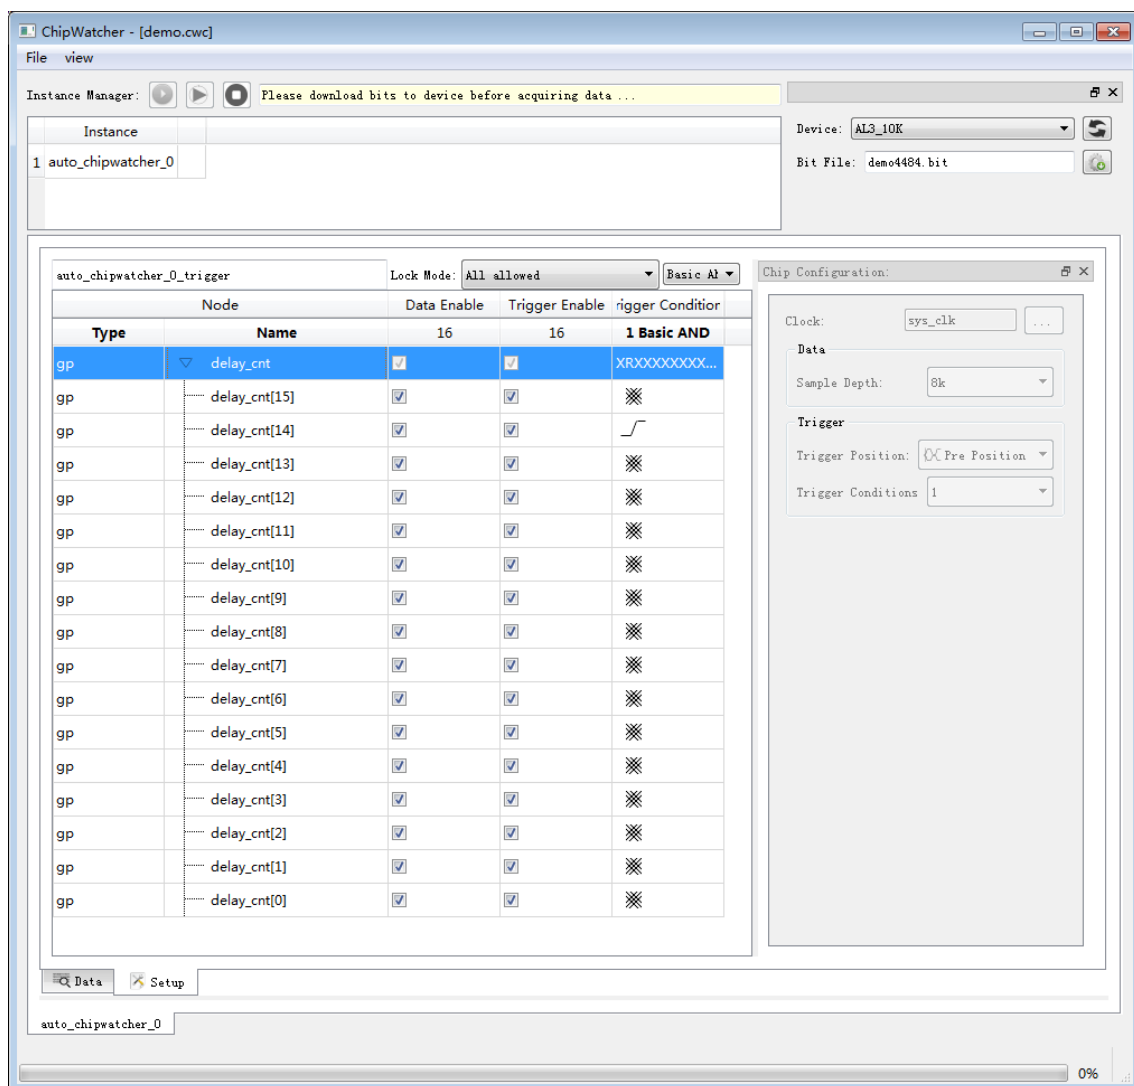 ChipWatcher - [demo.cwc]
File view
Instance Manager: Please download bits to device before acquiring data ...
Instance
1 auto_chipwatcher_0
Device: AL3_10K
Bit File: demo4484.bit
auto_chipwatcher_0_trigger Lock Mode: All allowed Basic
Node Data Enable Trigger Enable rigger Condition
Type Name 16 16 1 Basic AND
gp delay_cnt XRXXXXXXXX...
gp delay_cnt[15]
gp delay_cnt[14]
gp delay_cnt[13]
gp delay_cnt[12]
gp delay_cnt[11]
gp delay_cnt[10]
gp delay_cnt[9]
gp delay_cnt[8]
gp delay_cnt[7]
gp delay_cnt[6]
gp delay_cnt[5]
gp delay_cnt[4]
gp delay_cnt[3]
gp delay_cnt[2]
gp delay_cnt[1]
gp delay_cnt[0]
Chip Configuration:
Clock: sys_clk ...
Data
Sample Depth: 8k
Trigger
Trigger Position: Pre Position
Trigger Conditions 1
Data Setup
auto_chipwatcher_0
0%